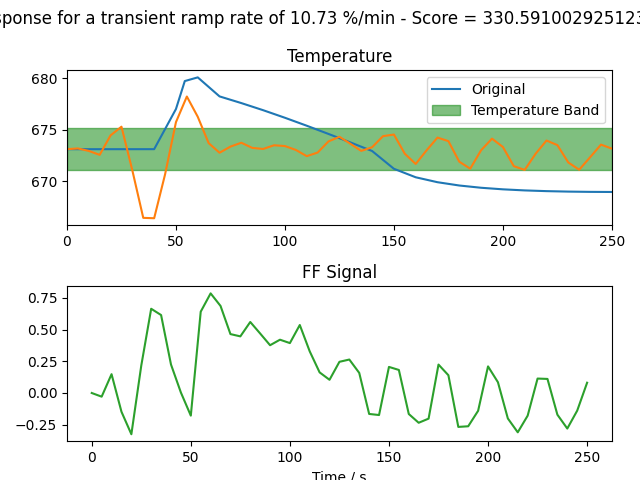 sponse for a transient ramp rate of 10.73 %/min - Score = 330.591002925123
Temperature
680
675
670
Original
Temperature Band
0 50 100 150 200 250
FF Signal
0.75
0.50
0.25
0.00
−0.25
0 50 100 150 200 250
Time / s